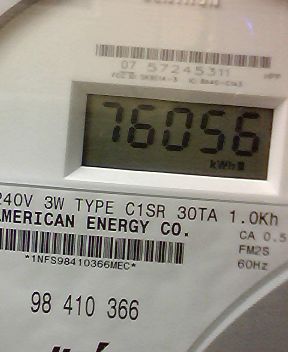 07 57245311
76056
kWh
240V 3W TYPE C1SR 30TA 1.0Kh
AMERICAN ENERGY CO.
CA 0.5
FM2S
60Hz
*1NFS98410366MEC*
98 410 366